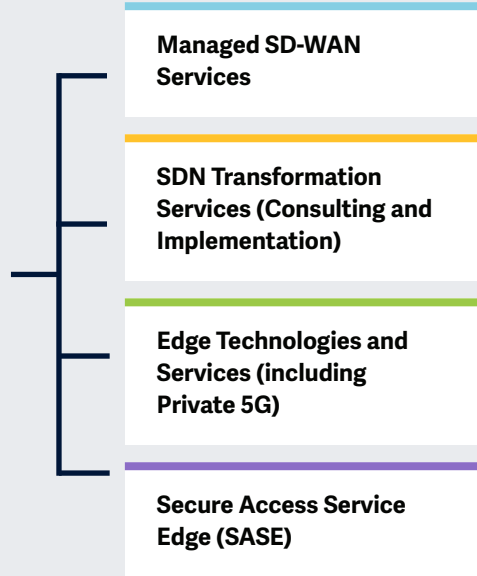 Managed SD-WAN
Services
SDN Transformation
Services (Consulting and
Implementation)
Edge Technologies and
Services (including
Private 5G)
Secure Access Service
Edge (SASE)